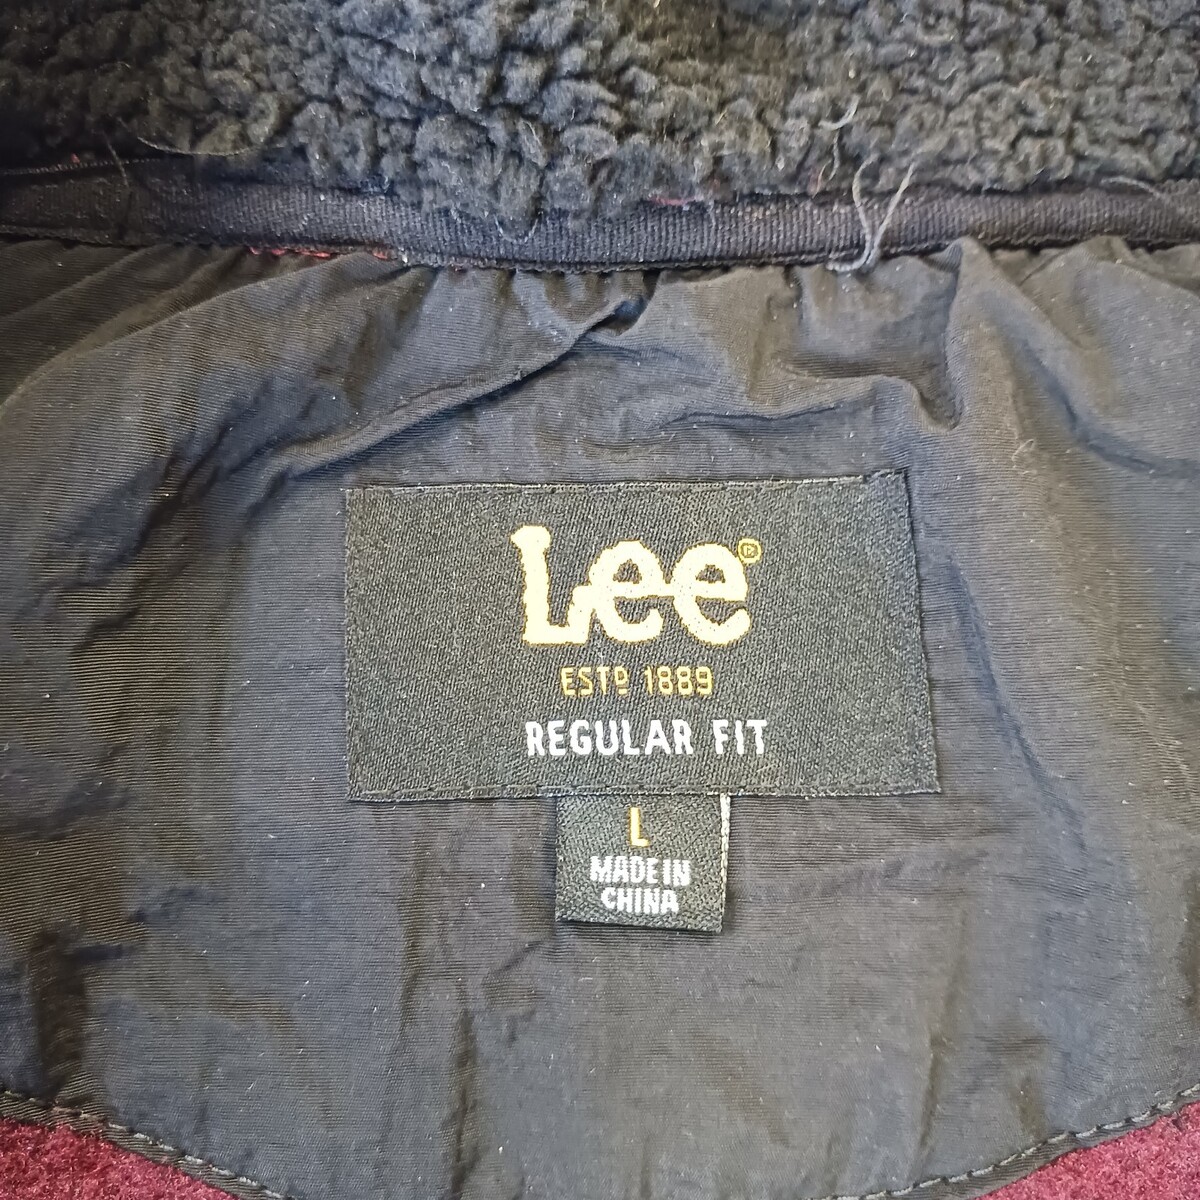 Lee®
ESTD 1889
REGULAR FIT
L
MADE IN
CHINA